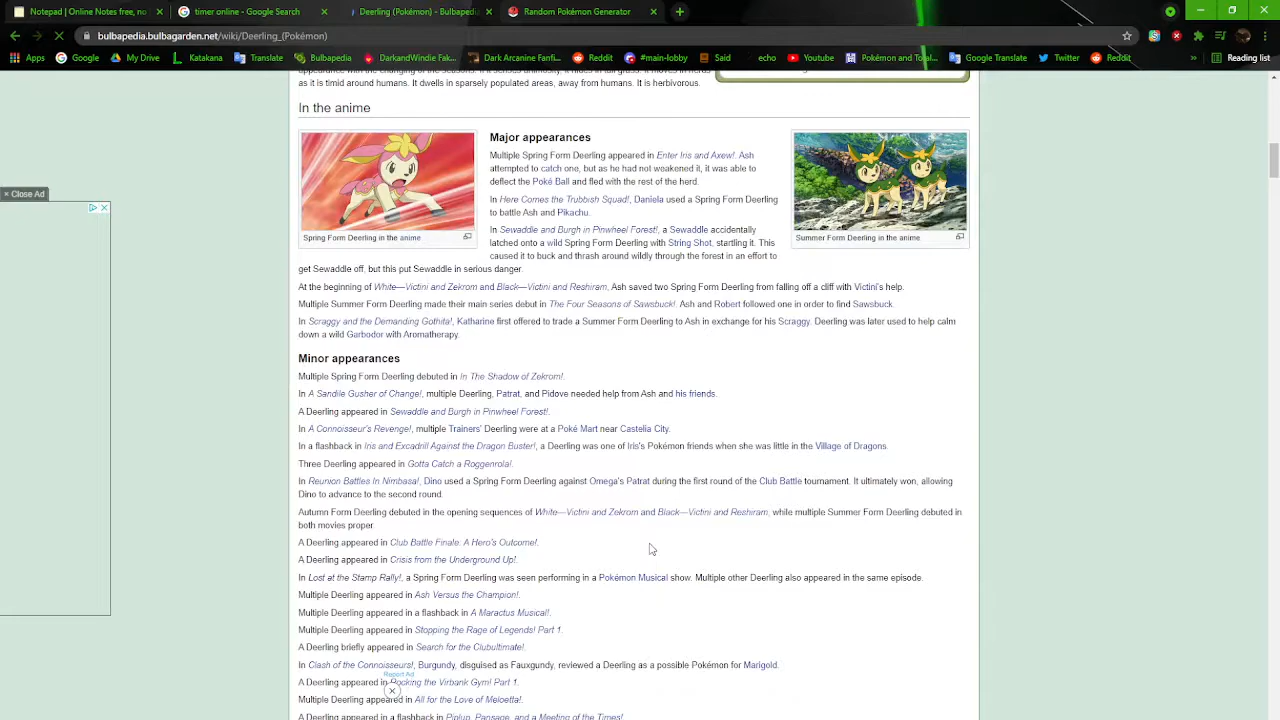 Notepad | Online Notes free, no
timer online - Google Search
Deerling (Pokémon) - Bulbapedia
Random Pokémon Generator
bulbapedia.bulbagarden.net/wiki/Deerling_(Pokémon)
Apps Google My Drive Katakana Translate Bulbapedia DarkandWindie Fak... Dark Arcanine Fanfi... Reddit #main-lobby Said echo Youtube Pokémon and Total... Google Translate Twitter Reddit » Reading list
as it is timid around humans. It dwells in sparsely populated areas, away from humans. It is herbivorous.
In the anime
Spring Form Deerling in the anime
Major appearances
Multiple Spring Form Deerling appeared in Enter Iris and Axew!. Ash
attempted to catch one, but as he had not weakened it, it was able to
deflect the Poké Ball and fled with the rest of the herd.
In Here Comes the Trubbish Squad!, Daniela used a Spring Form Deerling
to battle Ash and Pikachu.
In Sewaddle and Burgh in Pinwheel Forest!, a Sewaddle accidentally
latched onto a wild Spring Form Deerling with String Shot, startling it. This
caused it to buck and thrash around wildly through the forest in an effort to
get Sewaddle off, but this put Sewaddle in serious danger.
Summer Form Deerling in the anime
At the beginning of White—Victini and Zekrom and Black—Victini and Reshiram, Ash saved two Spring Form Deerling from falling off a cliff with Victini's help.
Multiple Summer Form Deerling made their main series debut in The Four Seasons of Sawsbuck!. Ash and Robert followed one in order to find Sawsbuck.
In Scraggy and the Demanding Gothita!, Katharine first offered to trade a Summer Form Deerling to Ash in exchange for his Scraggy. Deerling was later used to help calm
down a wild Garbodor with Aromatherapy.
Minor appearances
Multiple Spring Form Deerling debuted in In The Shadow of Zekrom!.
In A Sandile Gusher of Change!, multiple Deerling, Patrat, and Pidove needed help from Ash and his friends.
A Deerling appeared in Sewaddle and Burgh in Pinwheel Forest!.
In A Connoisseur's Revenge!, multiple Trainers' Deerling were at a Poké Mart near Castelia City.
In a flashback in Iris and Excadrill Against the Dragon Buster!, a Deerling was one of Iris's Pokémon friends when she was little in the Village of Dragons.
Three Deerling appeared in Gotta Catch a Roggenrola!.
In Reunion Battles In Nimbasa!, Dino used a Spring Form Deerling against Omega's Patrat during the first round of the Club Battle tournament. It ultimately won, allowing
Dino to advance to the second round.
Autumn Form Deerling debuted in the opening sequences of White—Victini and Zekrom and Black—Victini and Reshiram, while multiple Summer Form Deerling debuted in
both movies proper.
A Deerling appeared in Club Battle Finale: A Hero's Outcome!.
A Deerling appeared in Crisis from the Underground Up!.
In Lost at the Stamp Rally!, a Spring Form Deerling was seen performing in a Pokémon Musical show. Multiple other Deerling also appeared in the same episode.
Multiple Deerling appeared in Ash Versus the Champion!.
Multiple Deerling appeared in a flashback in A Maractus Musical!.
Multiple Deerling appeared in Stopping the Rage of Legends! Part 1.
A Deerling briefly appeared in Search for the Clubultimate!.
In Clash of the Connoisseurs!, Burgundy, disguised as Fauxgundy, reviewed a Deerling as a possible Pokémon for Marigold.
A Deerling appeared in Rocking the Virbank Gym! Part 1.
Multiple Deerling appeared in All for the Love of Meloetta!.
A Deerling appeared in a flashback in Piplup, Pansage, and a Meeting of the Times!
× Close Ad
Report Ad